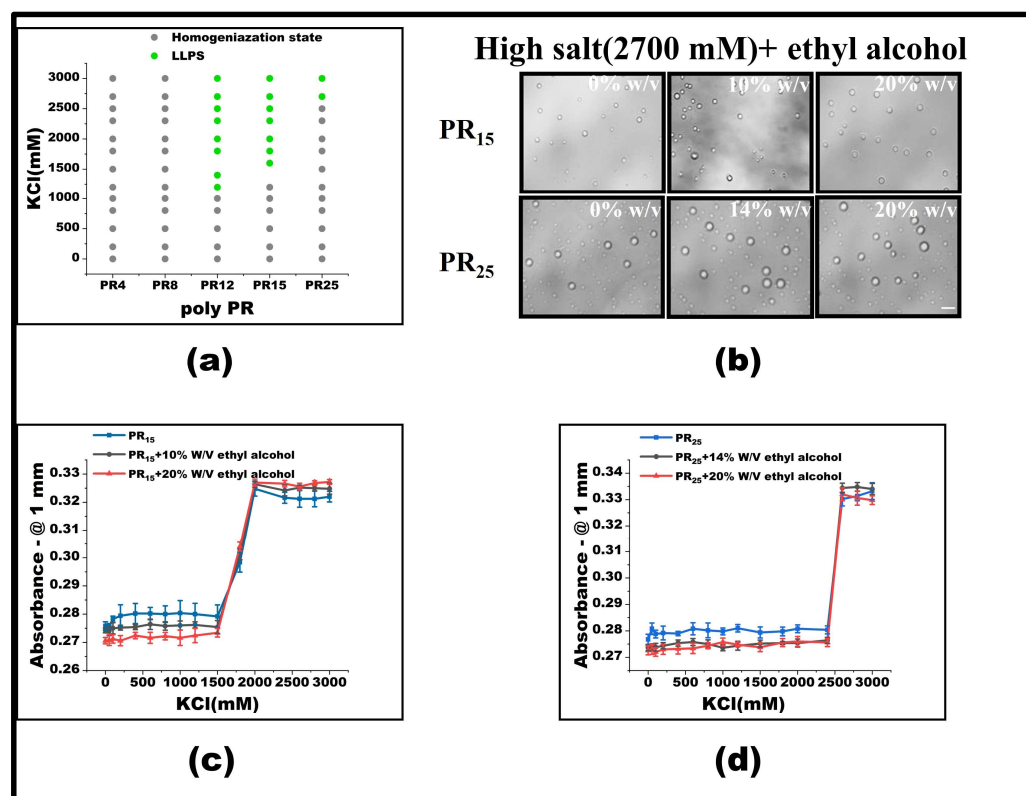 Homogeniazation state
LLPS
3000
2500
2000
1500
1000
500
0
KCl(mM)
PR4 PR8 PR12 PR15 PR25
poly PR
(a)
High salt(2700 mM)+ ethyl alcohol
PR15
0% w/v 10% w/v 20% w/v
PR25
0% w/v 14% w/v 20% w/v
(b)
PR15
PR15+10% W/V ethyl alcohol
PR15+20% W/V ethyl alcohol
0.33
0.32
0.31
0.30
0.29
0.28
0.27
0.26
Absorbance - @ 1 mm
0 500 1000 1500 2000 2500 3000
KCl(mM)
(c)
PR25
PR25+14% W/V ethyl alcohol
PR25+20% W/V ethyl alcohol
0.34
0.33
0.32
0.31
0.30
0.29
0.28
0.27
Absorbance - @ 1 mm
0 500 1000 1500 2000 2500 3000
KCl(mM)
(d)